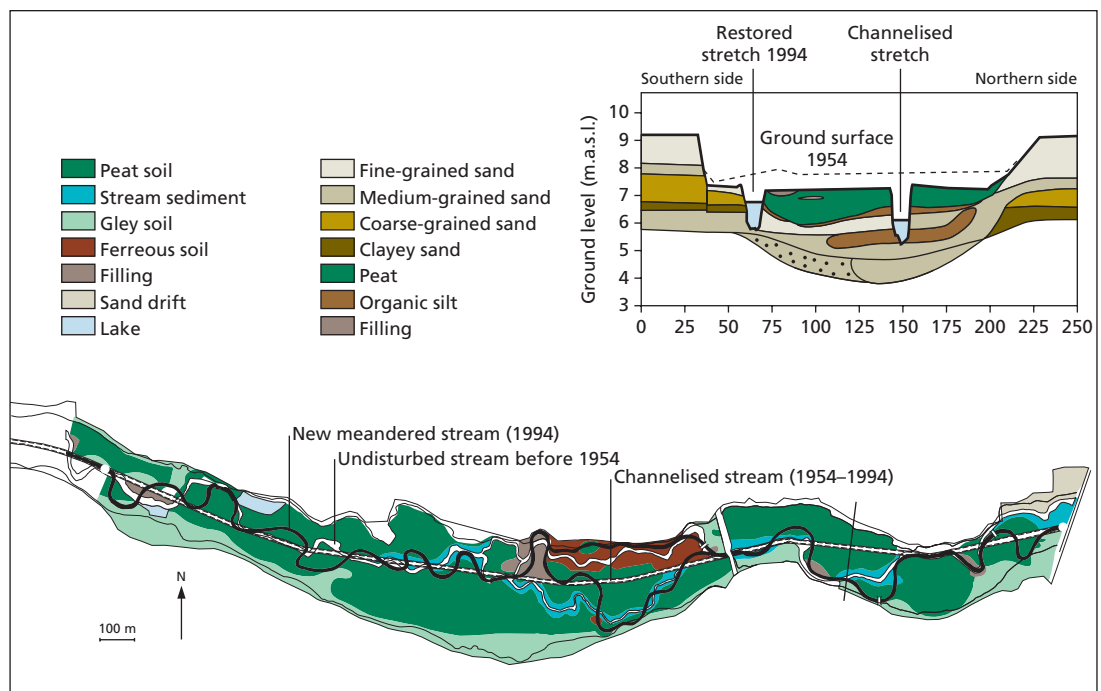 Restored
stretch 1994
Channelised
stretch
Southern side
Northern side
Ground level (m.a.s.l.)
10
9
8
7
6
5
4
3
Ground surface
1954
0 25 50 75 100 125 150 175 200 225 250
Peat soil
Stream sediment
Gley soil
Ferreous soil
Filling
Sand drift
Lake
Fine-grained sand
Medium-grained sand
Coarse-grained sand
Clayey sand
Peat
Organic silt
Filling
New meandered stream (1994)
Undisturbed stream before 1954
Channelised stream (1954–1994)
N
100 m